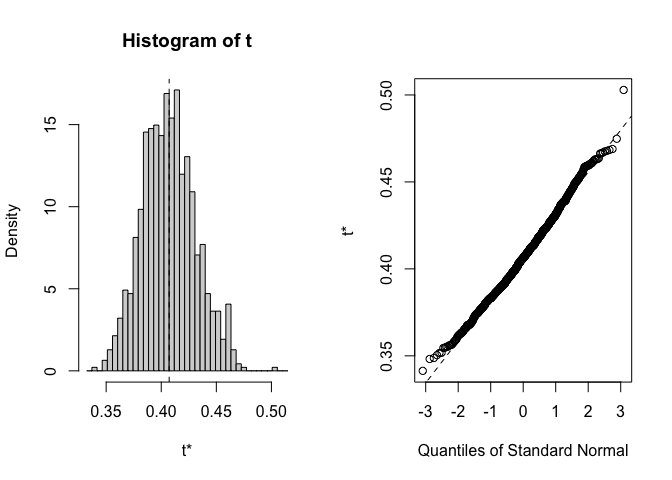 Histogram of t
Density
0
5
10
15
0.35 0.40 0.45 0.50
t*
t*
0.35
0.40
0.45
0.50
-3 -2 -1 0 1 2 3
Quantiles of Standard Normal